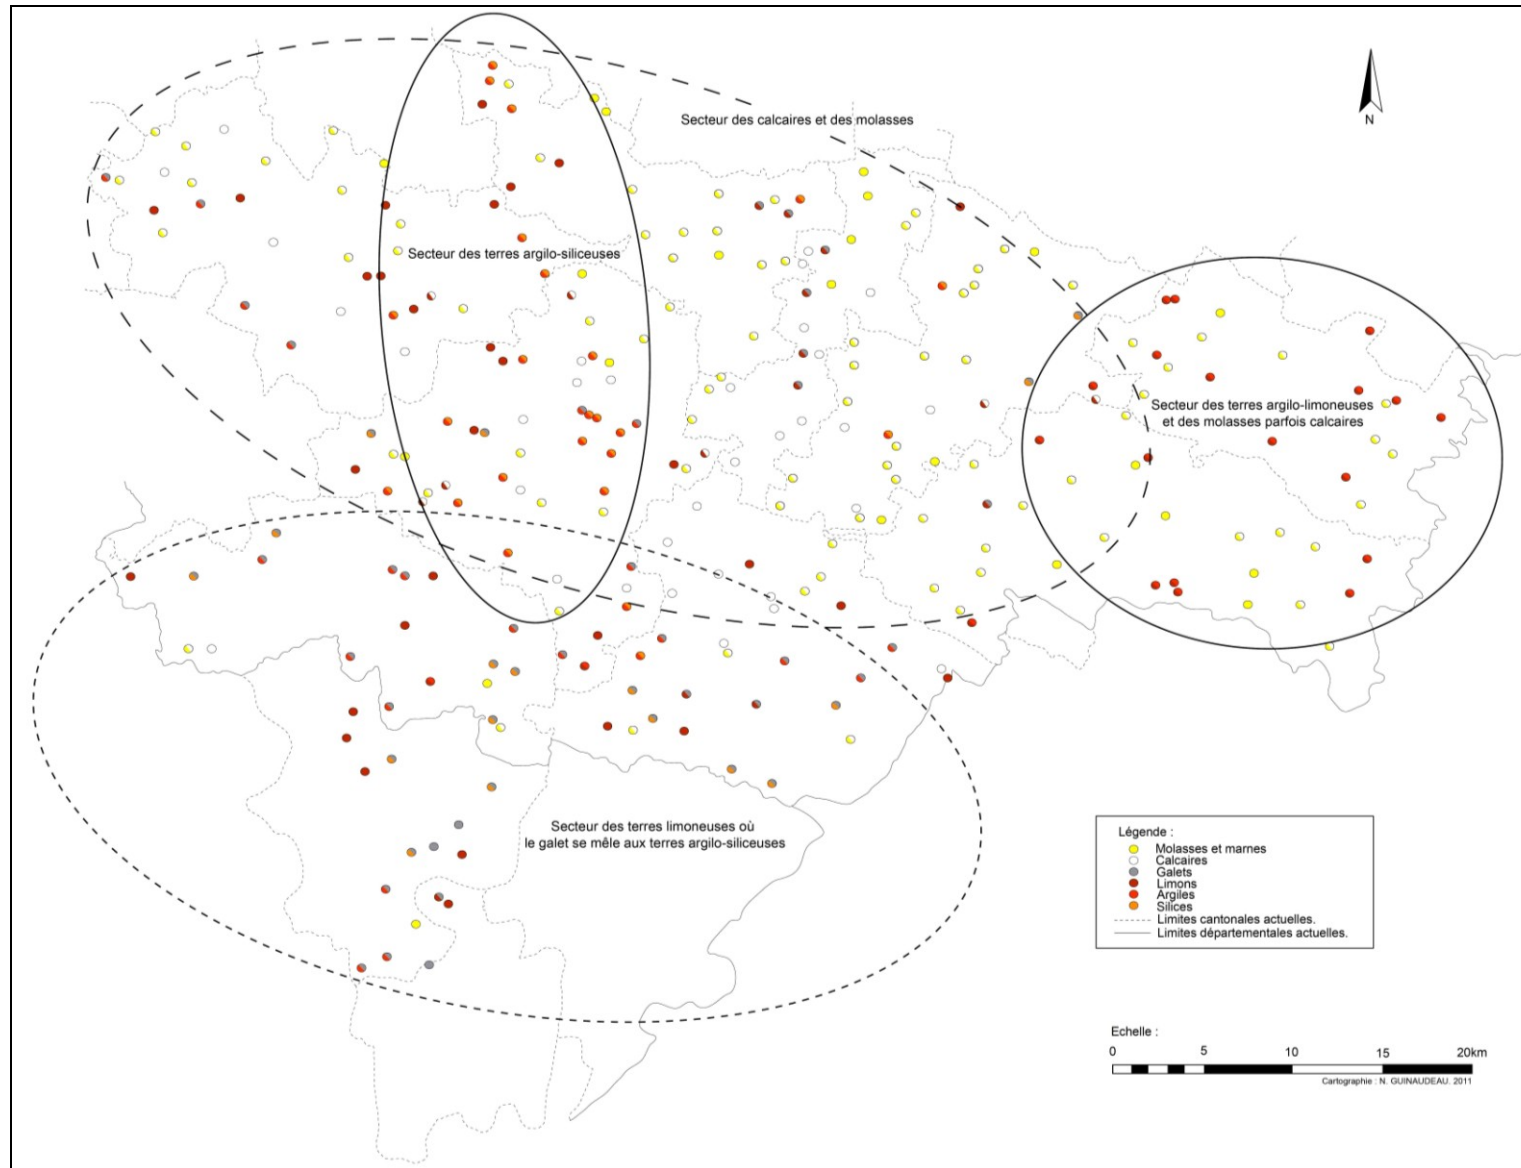 N
Secteur des calcaires et des molasses
Secteur des terres argilo-siliceuses
Secteur des terres argilo-limoneuses
et des molasses parfois calcaires
Secteur des terres limoneuses où
le galet se mêle aux terres argilo-siliceuses
Légende :
Molasses et marnes
Calcaires
Galets
Limons
Argiles
Silices
Limites cantonales actuelles.
Limites départementales actuelles.
Echelle :
0 5 10 15 20km
Cartographie : N. GUINAUDEAU. 2011